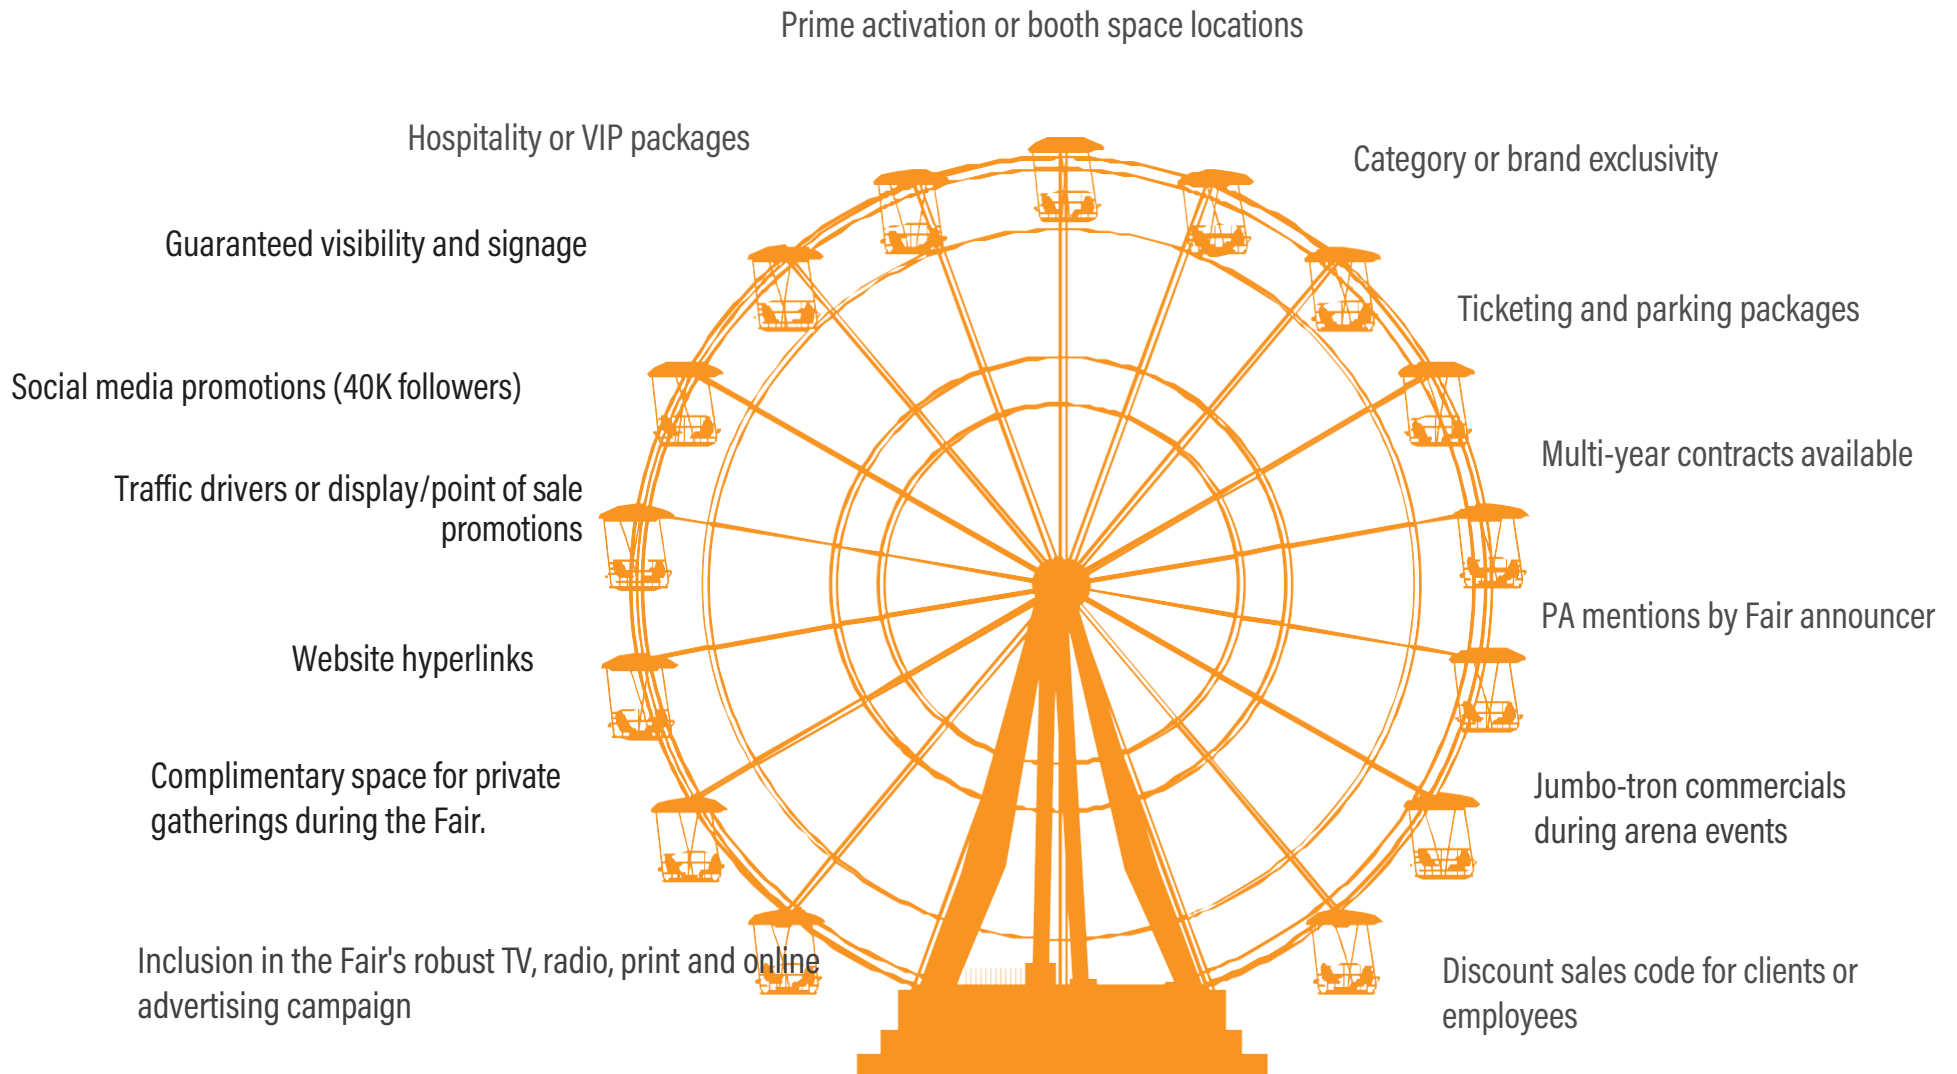 Prime activation or booth space locations
Hospitality or VIP packages
Category or brand exclusivity
Guaranteed visibility and signage
Ticketing and parking packages
Social media promotions (40K followers)
Multi-year contracts available
Traffic drivers or display/point of sale
promotions
PA mentions by Fair announcer
Website hyperlinks
Complimentary space for private
gatherings during the Fair.
Jumbo-tron commercials
during arena events
Inclusion in the Fair's robust TV, radio, print and online
advertising campaign
Discount sales code for clients or
employees